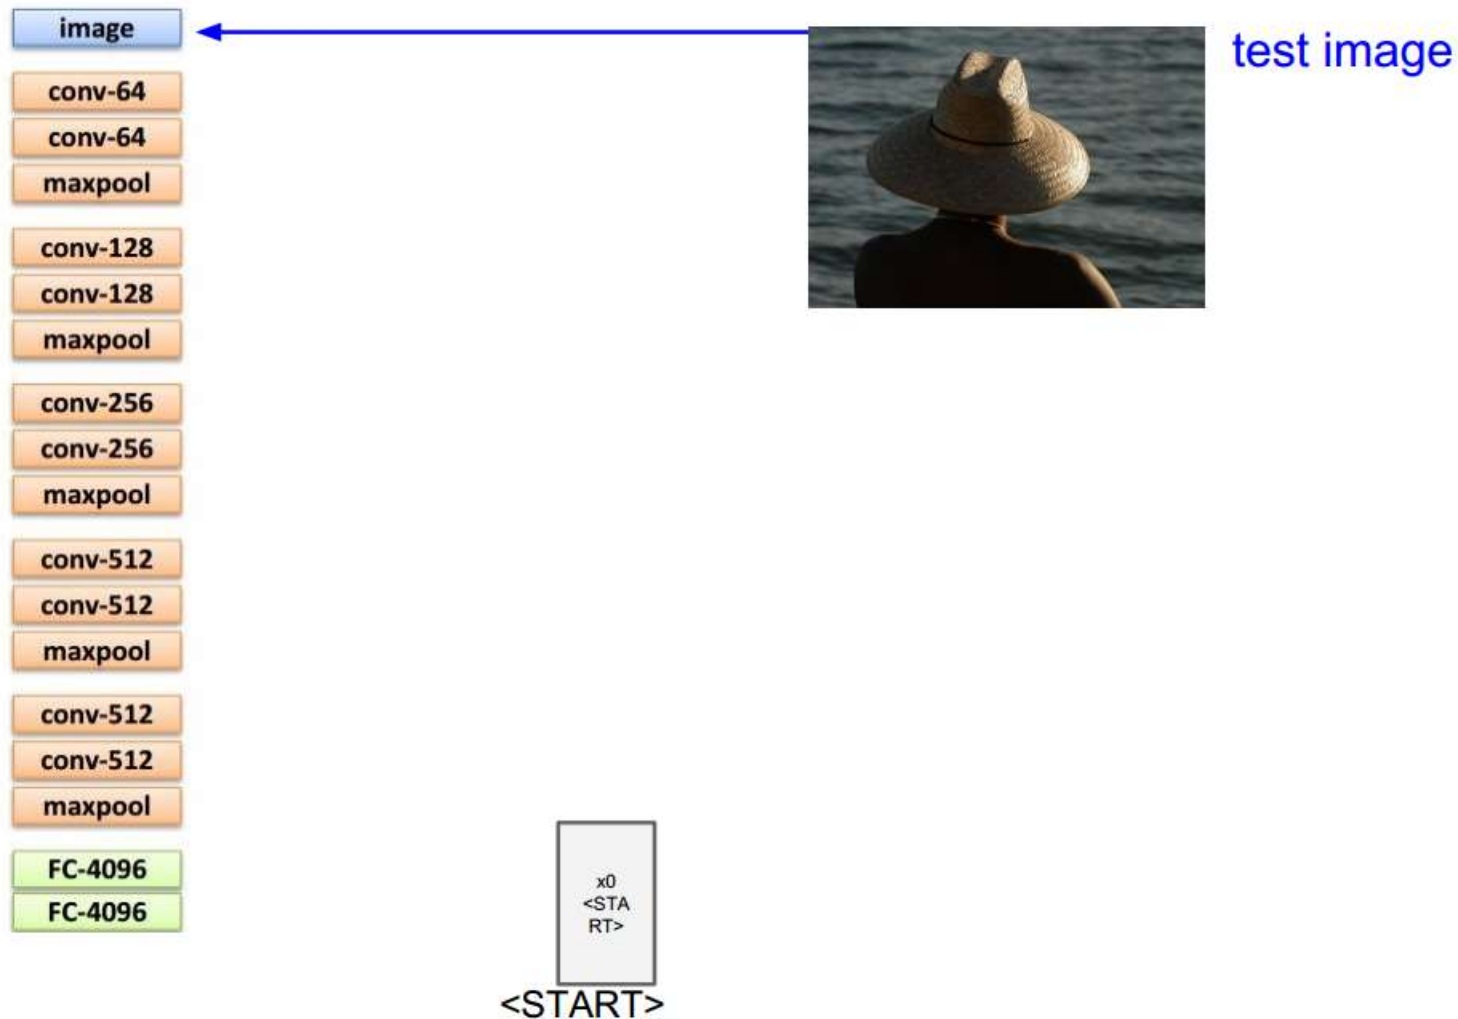 image
conv-64
conv-64
maxpool
conv-128
conv-128
maxpool
conv-256
conv-256
maxpool
conv-512
conv-512
maxpool
conv-512
conv-512
maxpool
FC-4096
FC-4096
test image
x0
<STA
RT>
<START>